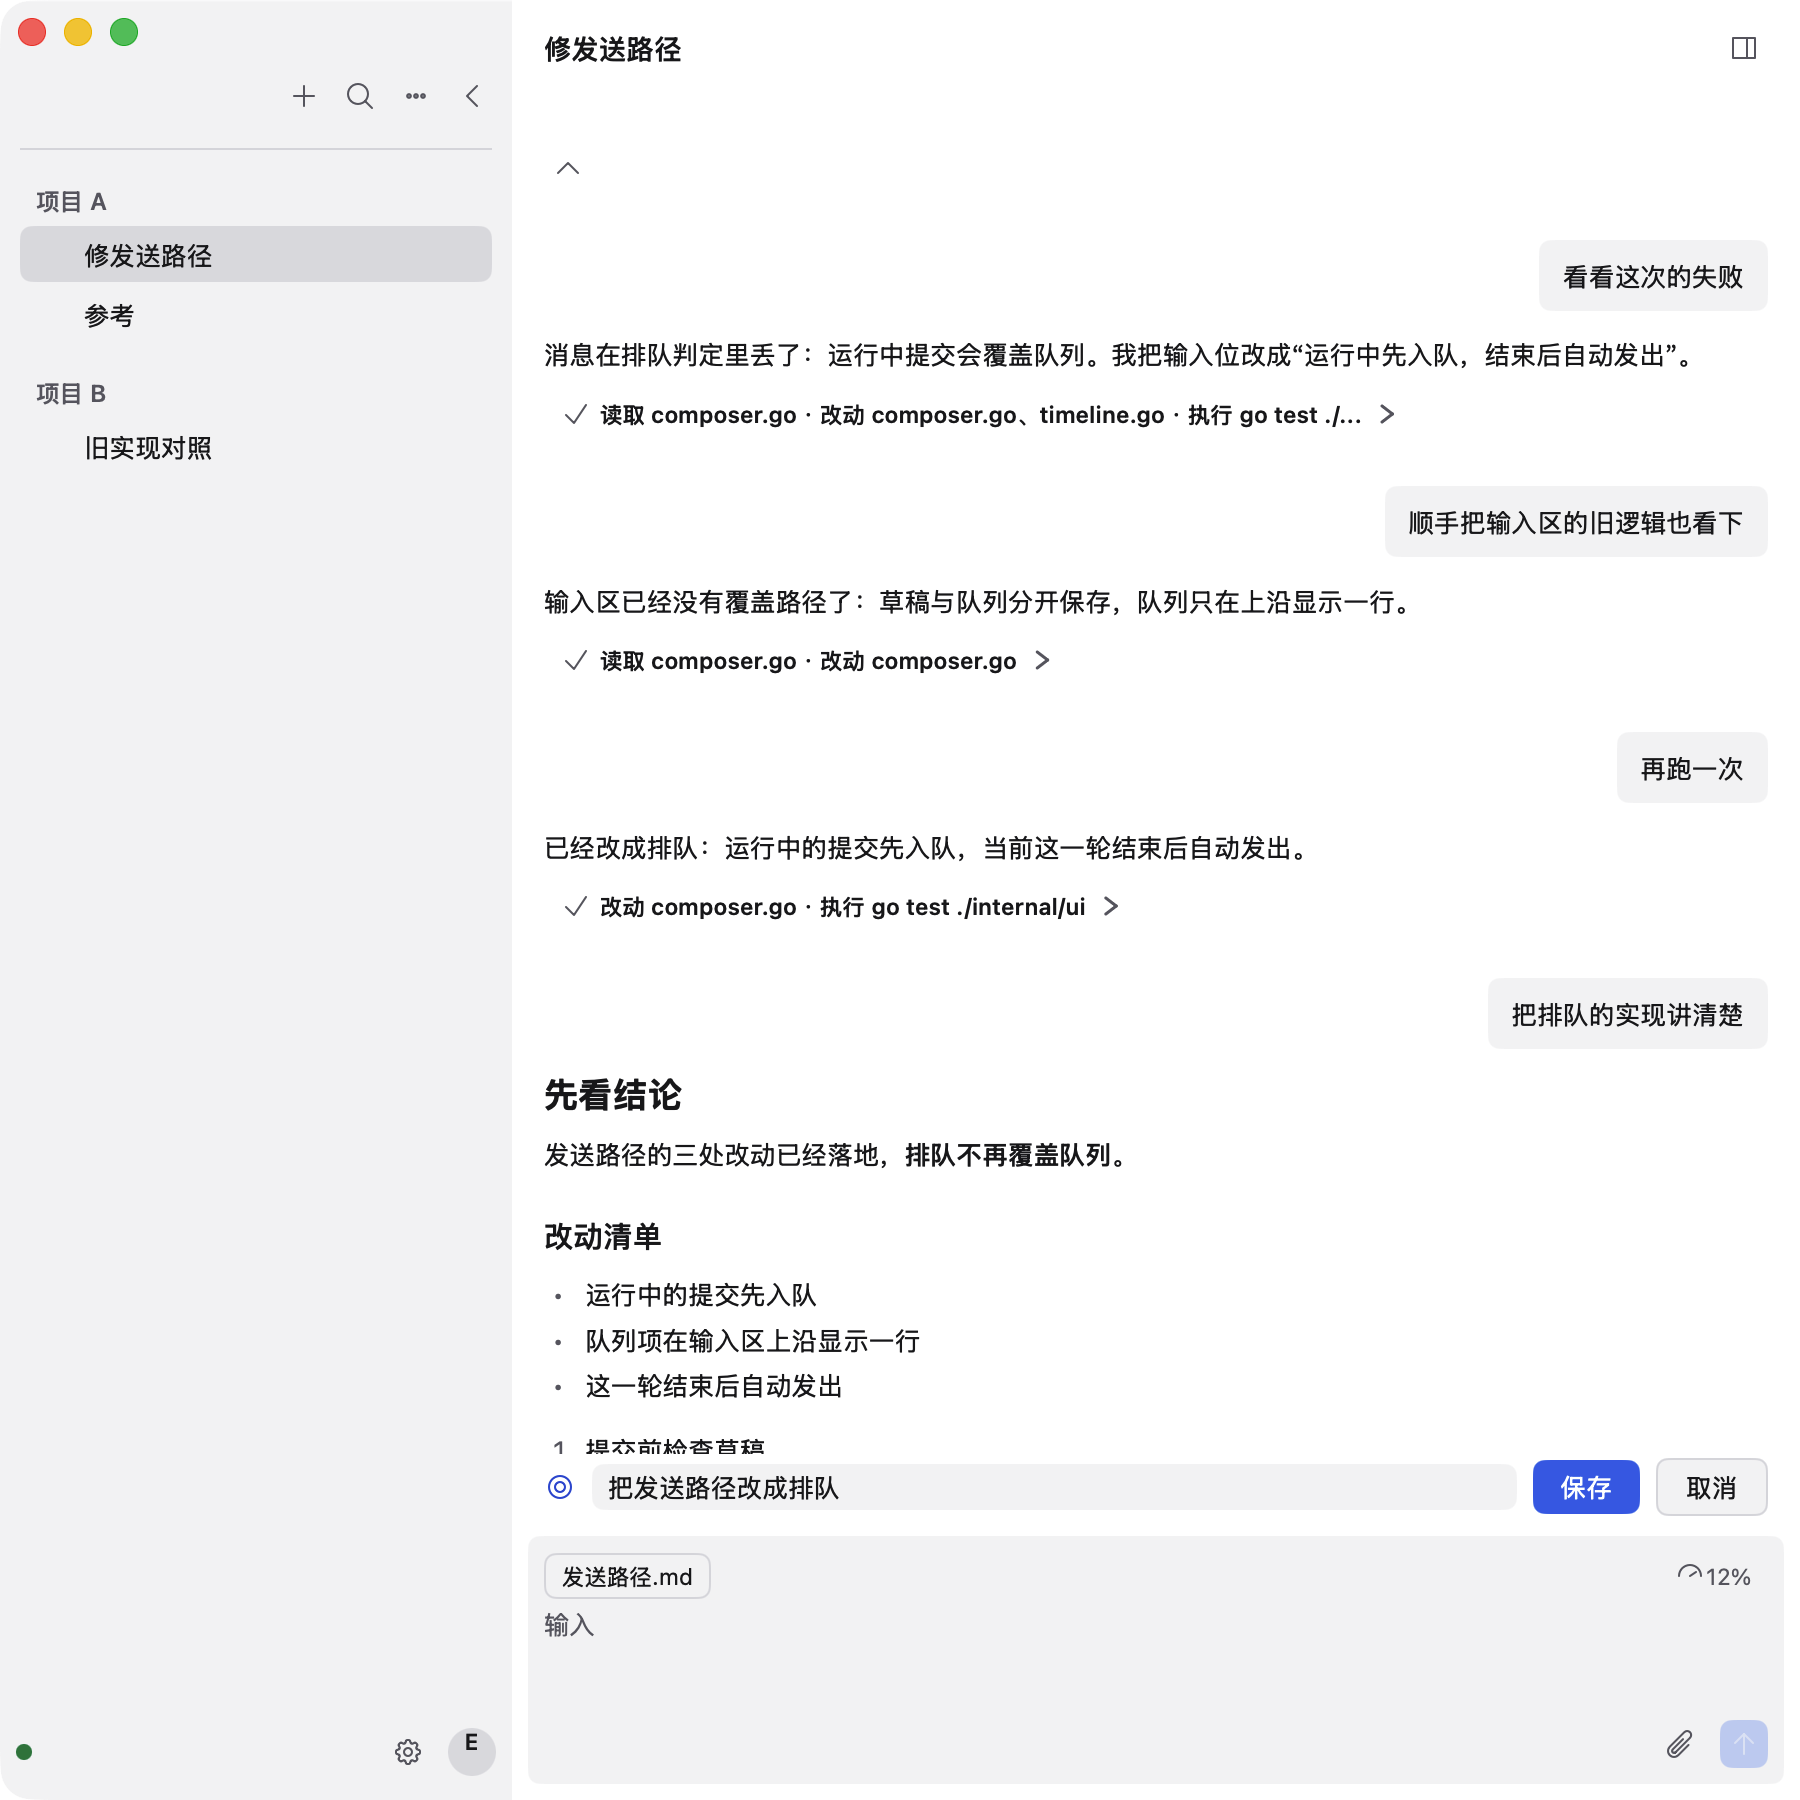 修发送路径
项目 A
修发送路径
参考
项目 B
旧实现对照
看看这次的失败
消息在排队判定里丢了：运行中提交会覆盖队列。我把输入位改成“运行中先入队，结束后自动发出”。
读取 composer.go · 改动 composer.go、timeline.go · 执行 go test ./...
顺手把输入区的旧逻辑也看下
输入区已经没有覆盖路径了：草稿与队列分开保存，队列只在上沿显示一行。
读取 composer.go · 改动 composer.go
再跑一次
已经改成排队：运行中的提交先入队，当前这一轮结束后自动发出。
改动 composer.go · 执行 go test ./internal/ui
把排队的实现讲清楚
先看结论
发送路径的三处改动已经落地，排队不再覆盖队列。
改动清单
• 运行中的提交先入队
• 队列项在输入区上沿显示一行
• 这一轮结束后自动发出
1 提交前检查草稿
把发送路径改成排队
保存
取消
发送路径.md
12%
输入
E